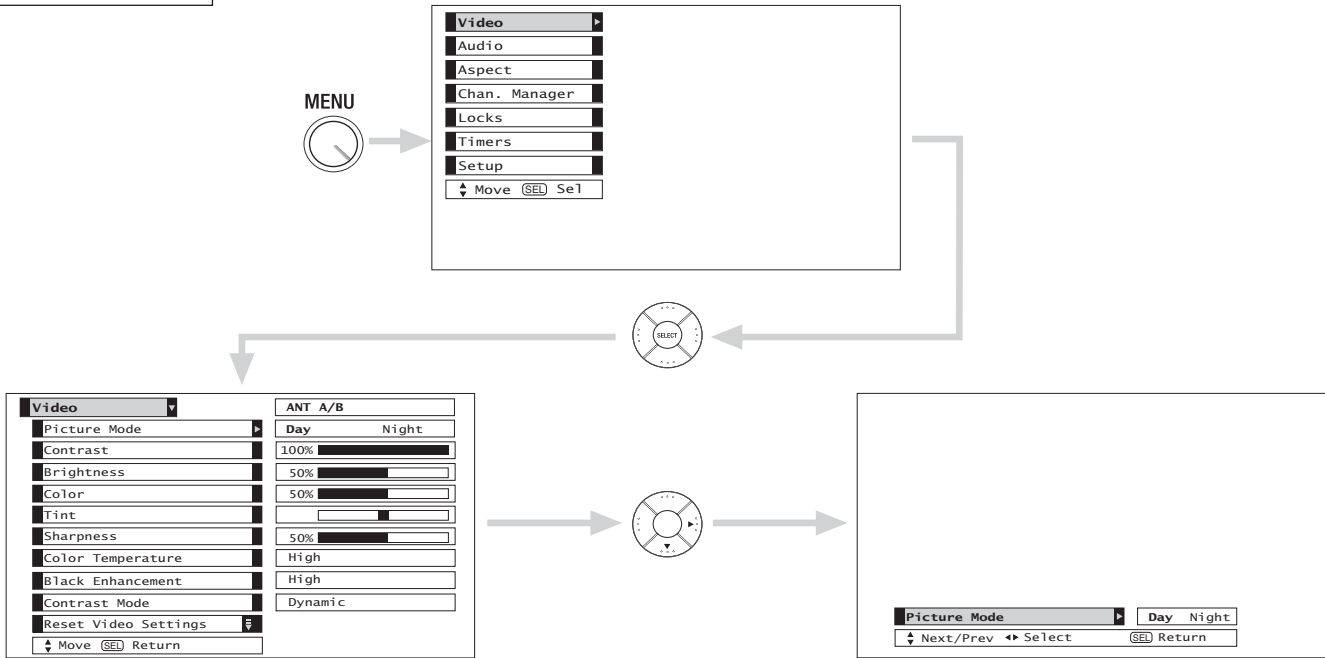 Video
Audio
Aspect
Chan. Manager
Locks
Timers
Setup
Move SEL Sel
MENU
SELECT
Video ANT A/B
Picture Mode Day Night
Contrast 100%
Brightness 50%
Color 50%
Tint
Sharpness 50%
Color Temperature High
Black Enhancement High
Contrast Mode Dynamic
Reset Video Settings
Move SEL Return
Picture Mode Day Night
Next/Prev Select SEL Return